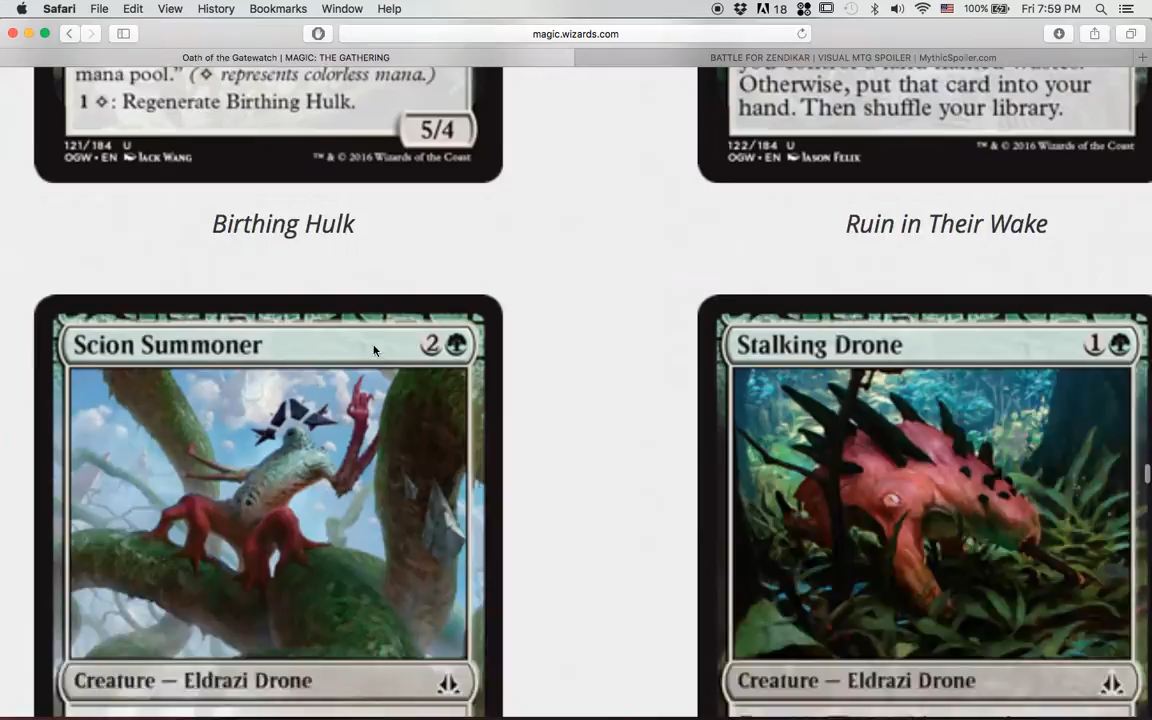 Safari File Edit View History Bookmarks Window Help 18 100% Fri 7:59 PM
magic.wizards.com
Oath of the Gatewatch | MAGIC: THE GATHERING
BATTLE FOR ZENDIKAR | VISUAL MTG SPOILER | MythicSpoiler.com
mana pool." (◇ represents colorless mana.)
1 ◇: Regenerate Birthing Hulk.
5/4
121/184 U
OGW • EN Jack Wang
™ & © 2016 Wizards of the Coast
Otherwise, put that card into your
hand. Then shuffle your library.
122/184 U
OGW • EN Jason Felix
™ & © 2016 Wizards of the Coast
Birthing Hulk
Ruin in Their Wake
Scion Summoner 2
Stalking Drone 1
Creature — Eldrazi Drone
Creature — Eldrazi Drone